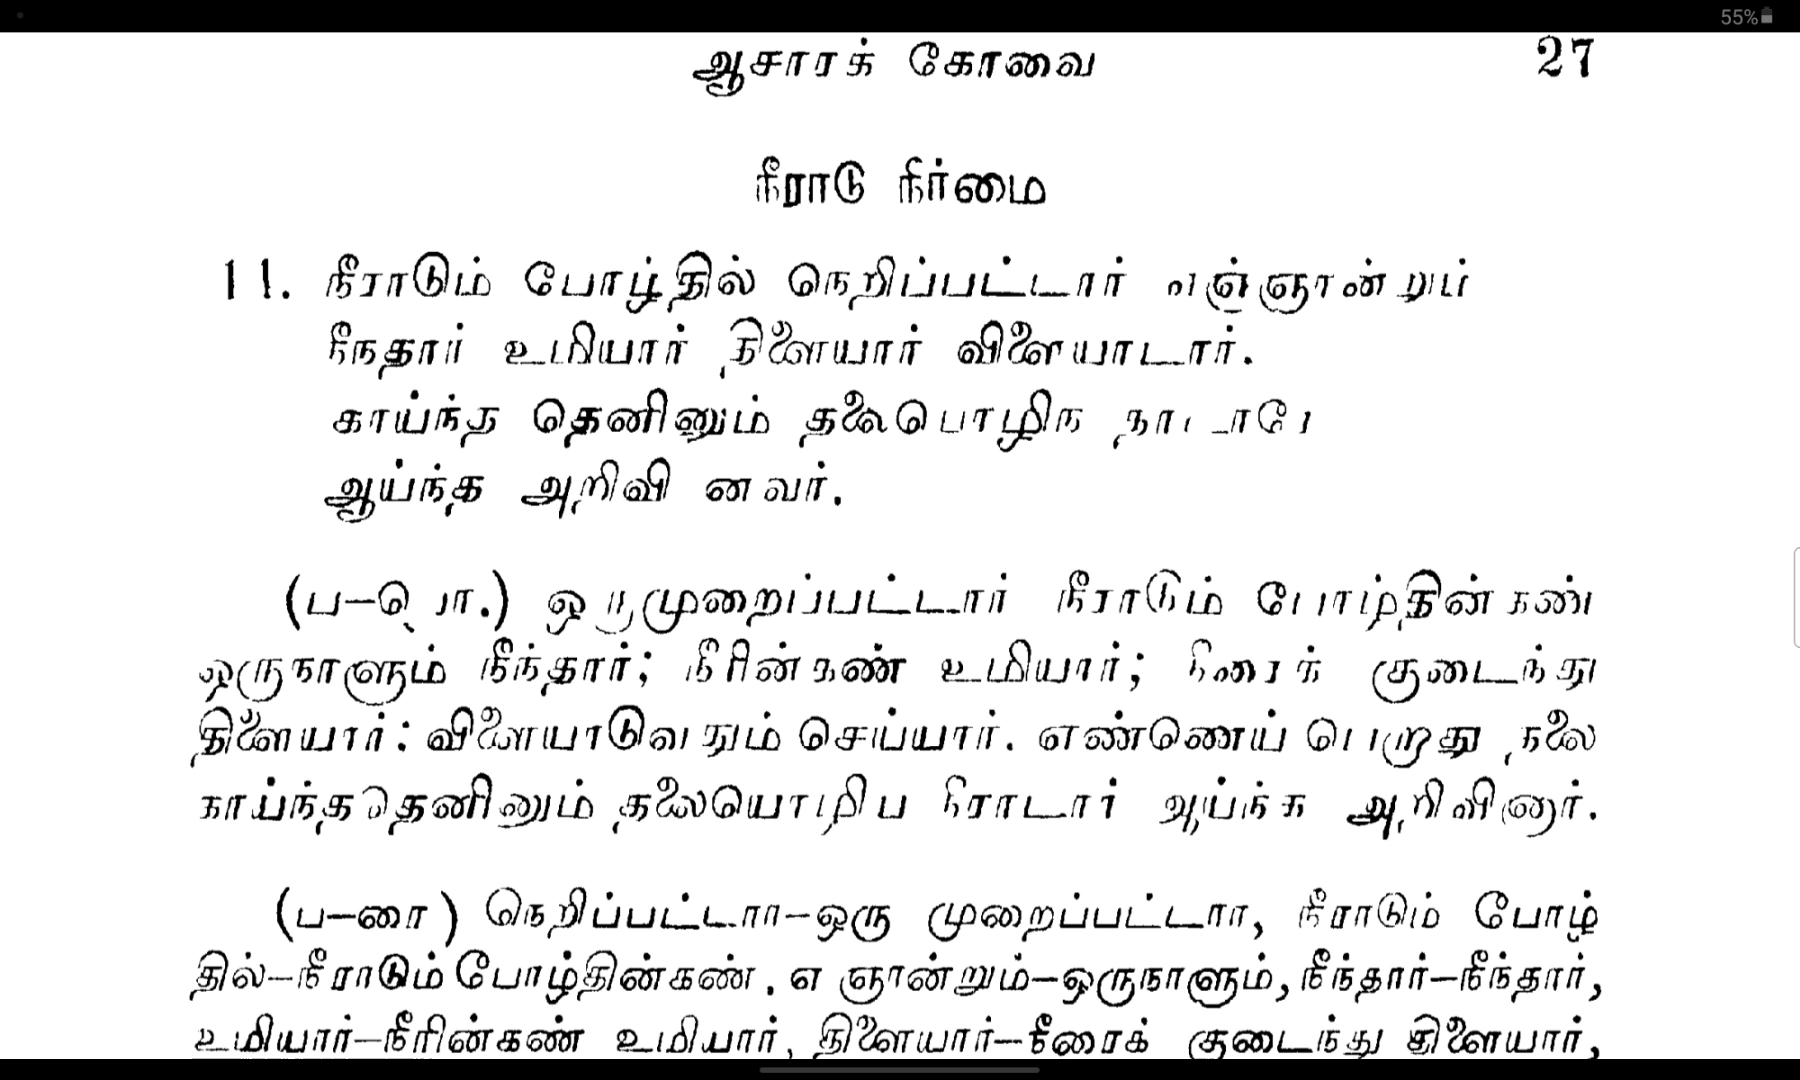 55%
ஆசாரக் கோவை 27
நீராடு நிர்மை
11. நீராடும் போழ்தில் நெறிப்பட்டார் எஞ்ஞான்றும்
நீந்தார் உமியார் திளையார் விளையாடார்.
காய்ந்த தெனினும் தலையொழிந்
ஆய்ந்த அறிவி னவர்.
(ப-பொ.) ஒருமுறைப்பட்டார் நீராடும் போழ்தின்கண்
ஒருநாளும் நீந்தார்; நீரின்கண் உமியார்; நீரைக் குடைந்து
திளையார்; விளையாடுவதும் செய்யார். எண்ணெய் பெறாது தலை
காய்ந்ததெனினும் தலையொழிய நீராடார் ஆய்ந்த அறிவினார்.
(ப-ரை) நெறிப்பட்டார்-ஒரு முறைப்பட்டார், நீராடும் போழ்
தில்-நீராடும் போழ்தின்கண், எஞ்ஞான்றும்-ஒருநாளும், நீந்தார்-நீந்தார்,
உமியார்-நீரின்கண் உமியார், திளையார்-நீரைக் குடைந்து திளையார்,